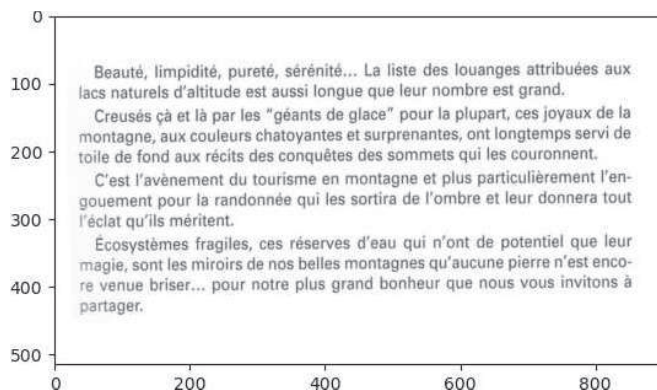 0
100
200
300
400
500
Beauté, limpidité, pureté, sérénité... La liste des louanges attribuées aux
lacs naturels d'altitude est aussi longue que leur nombre est grand.
Creusés çà et là par les "géants de glace" pour la plupart, ces joyaux de la
montagne, aux couleurs chatoyantes et surprenantes, ont longtemps servi de
toile de fond aux récits des conquêtes des sommets qui les couronnent.
C'est l'avènement du tourisme en montagne et plus particulièrement l'en-
gouement pour la randonnée qui les sortira de l'ombre et leur donnera tout
l'éclat qu'ils méritent.
Écosystèmes fragiles, ces réserves d'eau qui n'ont de potentiel que leur
magie, sont les miroirs de nos belles montagnes qu'aucune pierre n'est enco-
re venue briser... pour notre plus grand bonheur que nous vous invitons à
partager.
0 200 400 600 800